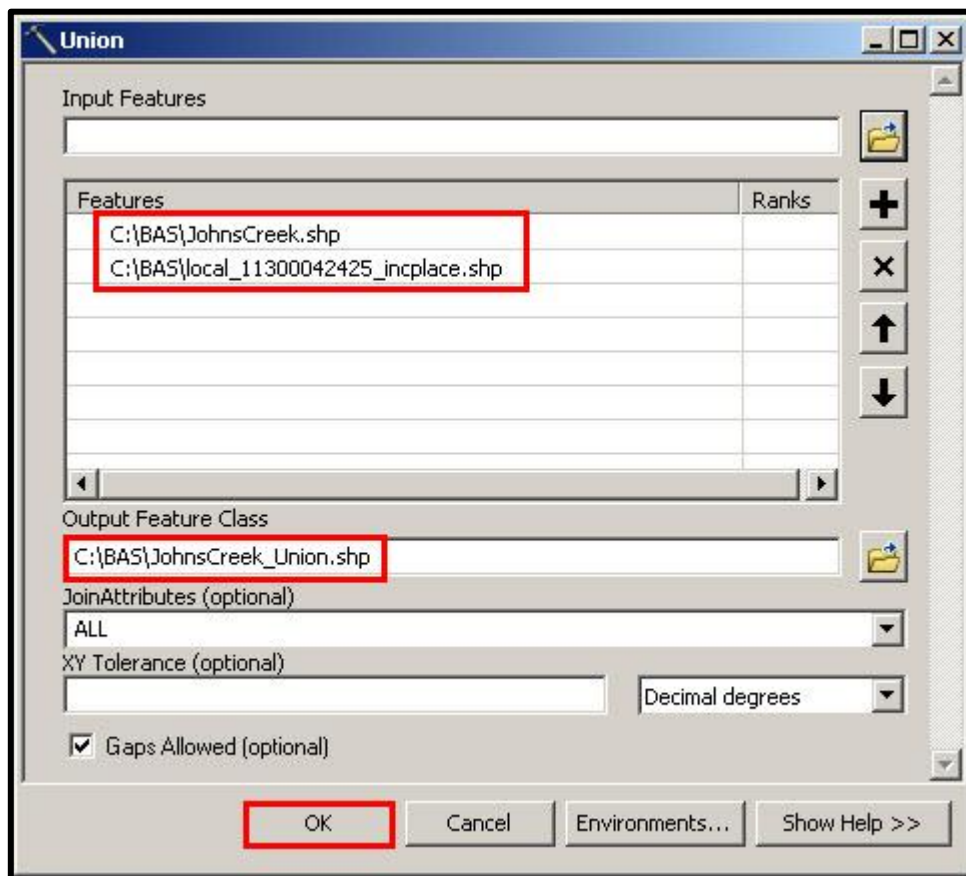 Union
Input Features
Features Ranks
C:\BAS\JohnsCreek.shp
C:\BAS\local_11300042425_incplace.shp
Output Feature Class
C:\BAS\JohnsCreek_Union.shp
JoinAttributes (optional)
ALL
XY Tolerance (optional)
Decimal degrees
Gaps Allowed (optional)
OK Cancel Environments... Show Help >>